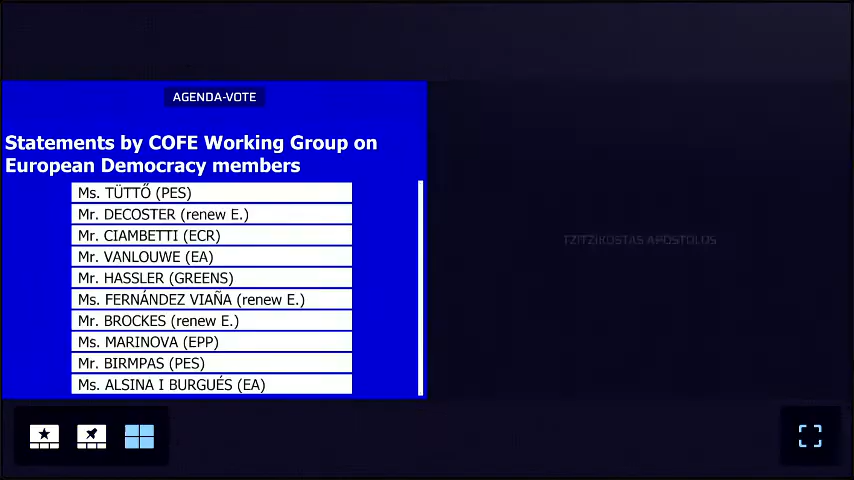 AGENDA-VOTE
Statements by COFE Working Group on
European Democracy members
Ms. TÜTTŐ (PES)
Mr. DECOSTER (renew E.)
Mr. CIAMBETTI (ECR)
Mr. VANLOUWE (EA)
Mr. HASSLER (GREENS)
Ms. FERNÁNDEZ VIAÑA (renew E.)
Mr. BROCKES (renew E.)
Ms. MARINOVA (EPP)
Mr. BIRMPAS (PES)
Ms. ALSINA I BURGUÉS (EA)
TZITZIKOSTAS APOSTOLOS